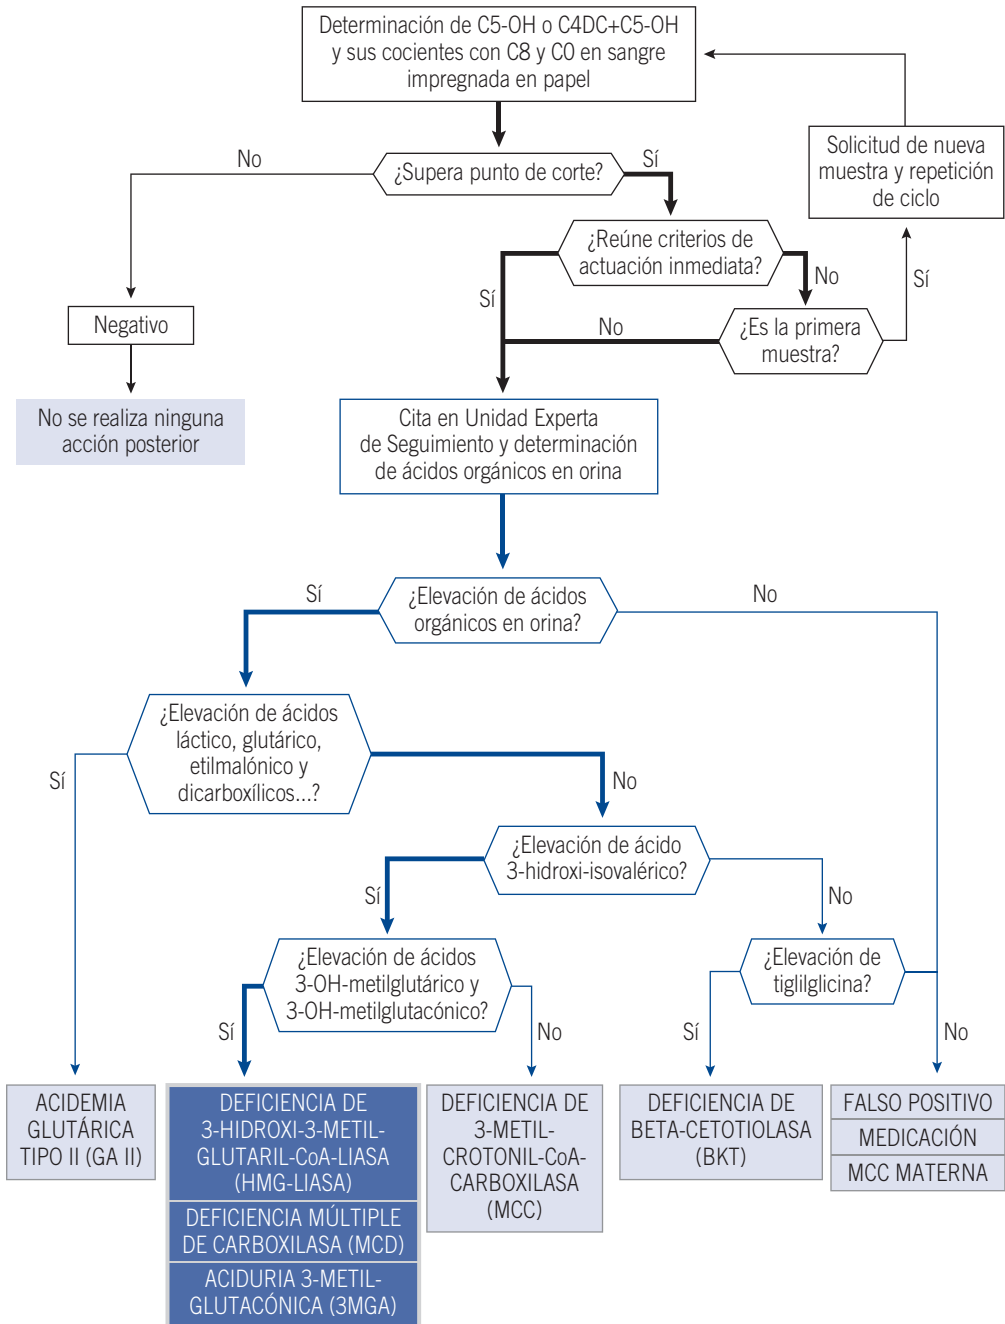 Determinación de C5-OH o C4DC+C5-OH
y sus cocientes con C8 y C0 en sangre
impregnada en papel
Solicitud de nueva
muestra y repetición
de ciclo
No
¿Supera punto de corte?
Sí
¿Reúne criterios de
actuación inmediata?
Sí
No
Sí
Negativo
No
¿Es la primera
muestra?
No se realiza ninguna
acción posterior
Cita en Unidad Experta
de Seguimiento y determinación
de ácidos orgánicos en orina
Sí
¿Elevación de ácidos
orgánicos en orina?
No
¿Elevación de ácidos
láctico, glutárico,
etilmalónico y
dicarboxílicos...?
Sí
No
¿Elevación de ácido
3-hidroxi-isovalérico?
Sí
No
¿Elevación de ácidos
3-OH-metilglutárico y
3-OH-metilglutacónico?
¿Elevación de
tiglilglicina?
Sí
No
Sí
No
ACIDEMIA
GLUTÁRICA
TIPO II (GA II)
DEFICIENCIA DE
3-HIDROXI-3-METIL-
GLUTARIL-CoA-LIASA
(HMG-LIASA)
DEFICIENCIA MÚLTIPLE
DE CARBOXILASA (MCD)
ACIDURIA 3-METIL-
GLUTACÓNICA (3MGA)
DEFICIENCIA DE
3-METIL-
CROTONIL-CoA-
CARBOXILASA
(MCC)
DEFICIENCIA DE
BETA-CETOTIOLASA
(BKT)
FALSO POSITIVO
MEDICACIÓN
MCC MATERNA